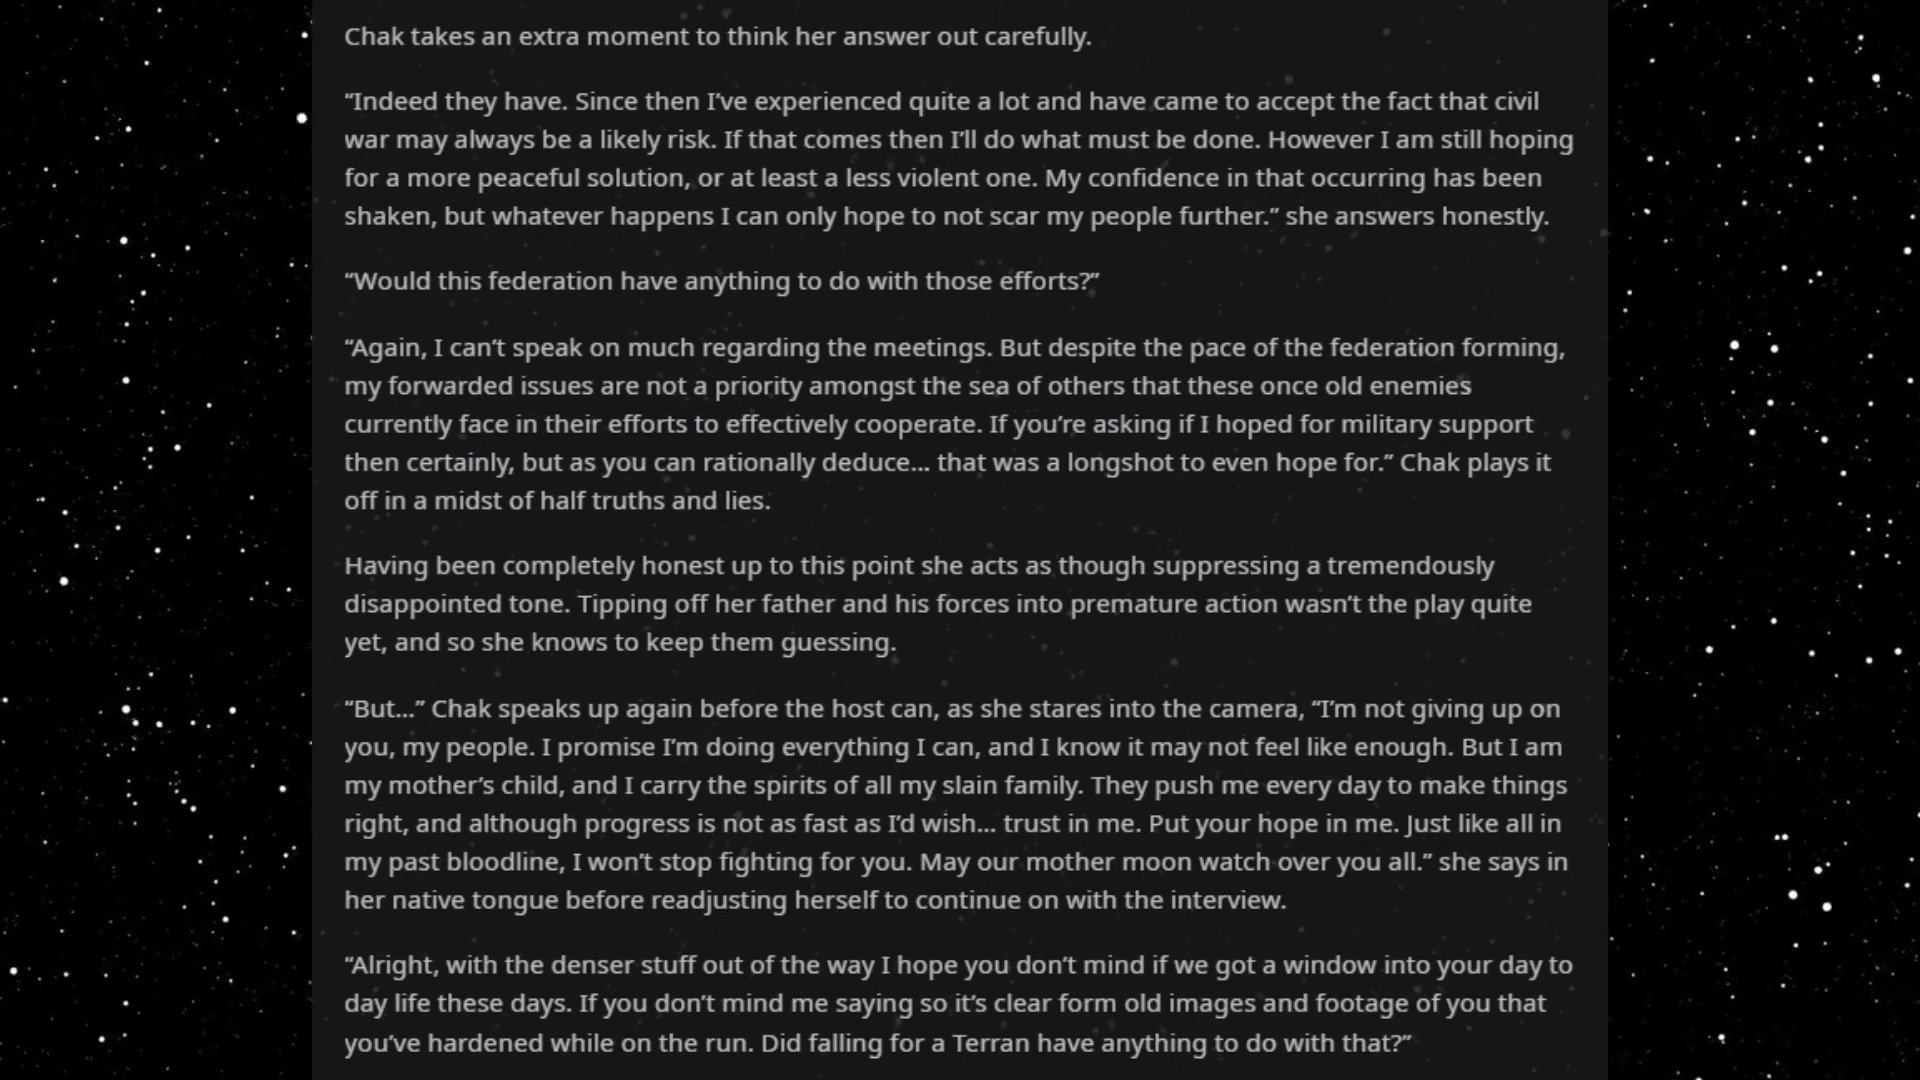 Chak takes an extra moment to think her answer out carefully.
“Indeed they have. Since then I’ve experienced quite a lot and have came to accept the fact that civil
war may always be a likely risk. If that comes then I’ll do what must be done. However I am still hoping
for a more peaceful solution, or at least a less violent one. My confidence in that occurring has been
shaken, but whatever happens I can only hope to not scar my people further.” she answers honestly.
“Would this federation have anything to do with those efforts?”
“Again, I can’t speak on much regarding the meetings. But despite the pace of the federation forming,
my forwarded issues are not a priority amongst the sea of others that these once old enemies
currently face in their efforts to effectively cooperate. If you’re asking if I hoped for military support
then certainly, but as you can rationally deduce... that was a longshot to even hope for.” Chak plays it
off in a midst of half truths and lies.
Having been completely honest up to this point she acts as though suppressing a tremendously
disappointed tone. Tipping off her father and his forces into premature action wasn’t the play quite
yet, and so she knows to keep them guessing.
“But...” Chak speaks up again before the host can, as she stares into the camera, “I’m not giving up on
you, my people. I promise I’m doing everything I can, and I know it may not feel like enough. But I am
my mother’s child, and I carry the spirits of all my slain family. They push me every day to make things
right, and although progress is not as fast as I’d wish... trust in me. Put your hope in me. Just like all in
my past bloodline, I won’t stop fighting for you. May our mother moon watch over you all.” she says in
her native tongue before readjusting herself to continue on with the interview.
“Alright, with the denser stuff out of the way I hope you don’t mind if we got a window into your day to
day life these days. If you don’t mind me saying so it’s clear form old images and footage of you that
you’ve hardened while on the run. Did falling for a Terran have anything to do with that?”